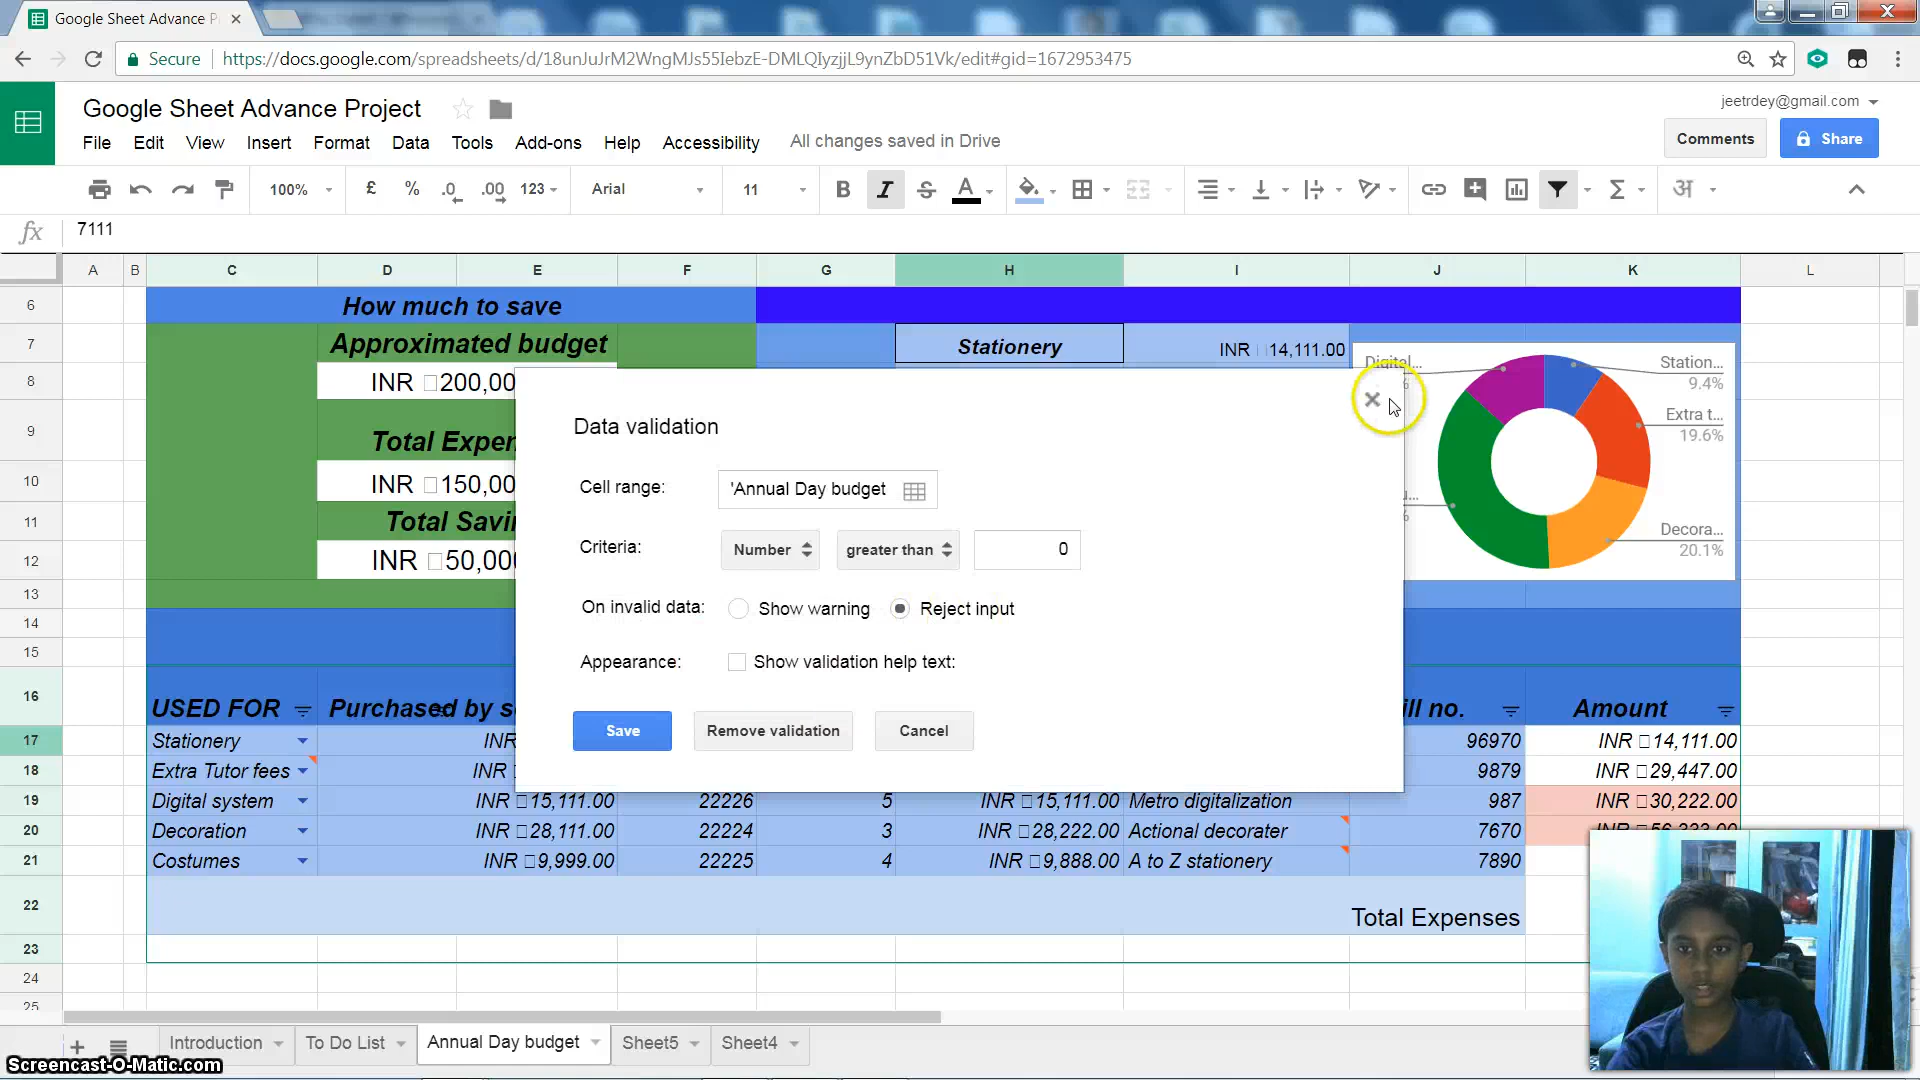 Google Sheet Advance P
Secure https://docs.google.com/spreadsheets/d/18unJuJrM2WngMJs55IebzE-DMLQIyzjjL9ynZbD51Vk/edit#gid=1672953475
Google Sheet Advance Project
jeetrdey@gmail.com
File Edit View Insert Format Data Tools Add-ons Help Accessibility All changes saved in Drive
Comments Share
100% £ % .0 .00 123 Arial 11 B I S A Σ अ
fx 7111
A B C D E F G H I J K L
6 How much to save
7 Approximated budget Stationery INR 14,111.00
8 INR 200,00
9 Total Expen
10 INR 150,00
11 Total Savin
12 INR 50,000
13
14
15
Digital...
Station...
9.4%
Extra t...
19.6%
Decora...
20.1%
Data validation
Cell range: 'Annual Day budget
Criteria: Number greater than 0
On invalid data: Show warning Reject input
Appearance: Show validation help text:
Save Remove validation Cancel
16 USED FOR Purchased by s ill no. Amount
17 Stationery INR 96970 INR 14,111.00
18 Extra Tutor fees INR 9879 INR 29,447.00
19 Digital system INR 15,111.00 22226 5 INR 15,111.00 Metro digitalization 987 INR 30,222.00
20 Decoration INR 28,111.00 22224 3 INR 28,222.00 Actional decorater 7670 INR 56,333.00
21 Costumes INR 9,999.00 22225 4 INR 9,888.00 A to Z stationery 7890
22 Total Expenses
23
24
25
Introduction To Do List Annual Day budget Sheet5 Sheet4
Screencast-O-Matic.com